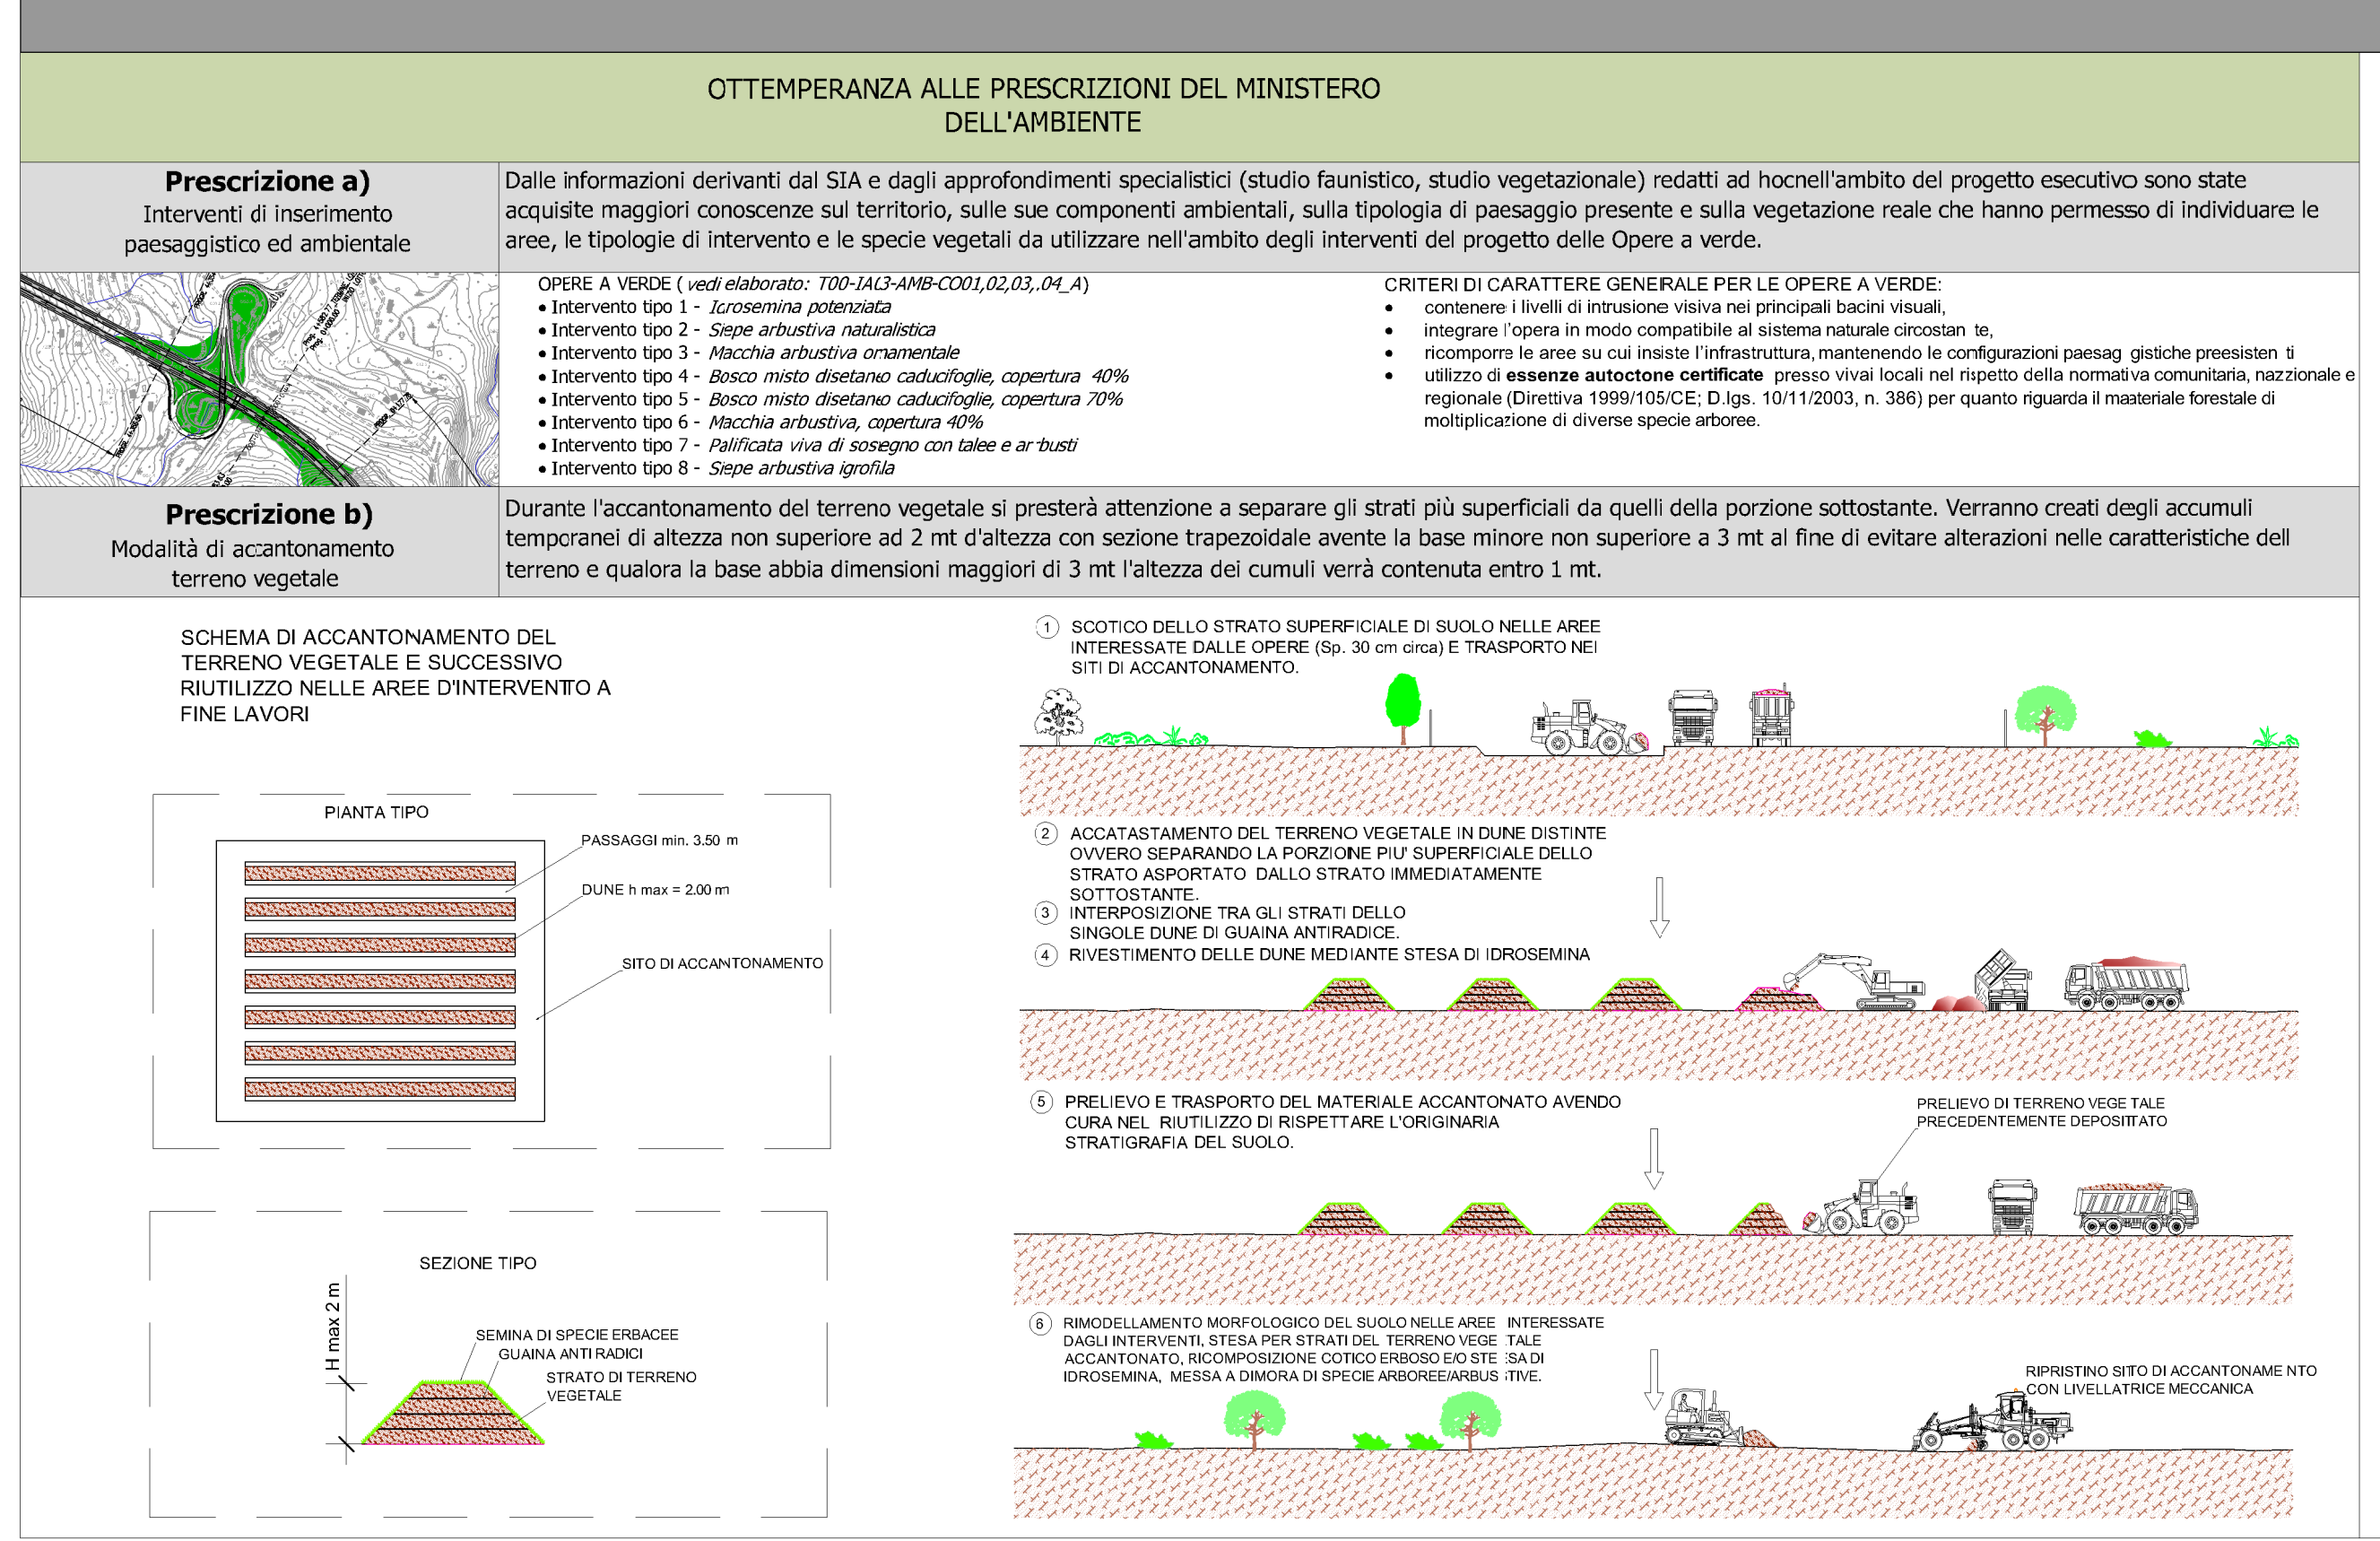 OTTEMPERANZA ALLE PRESCRIZIONI DEL MINISTERO
DELL'AMBIENTE
Prescrizione a)
Interventi di inserimento
paesaggistico ed ambientale
Dalle informazioni derivanti dal SIA e dagli approfondimenti specialistici (studio faunistico, studio vegetazionale) redatti ad hocnell'ambito del progetto esecutivo sono state
acquisite maggiori conoscenze sul territorio, sulle sue componenti ambientali, sulla tipologia di paesaggio presente e sulla vegetazione reale che hanno permesso di individuare le
aree, le tipologie di intervento e le specie vegetali da utilizzare nell'ambito degli interventi del progetto delle Opere a verde.
OPERE A VERDE ( vedi elaborato: T00-IA03-AMB-CO01,02,03,.04_A)
• Intervento tipo 1 - Idrosemina potenziata
• Intervento tipo 2 - Siepe arbustiva naturalistica
• Intervento tipo 3 - Macchia arbustiva ornamentale
• Intervento tipo 4 - Bosco misto disetaneo caducifoglie, copertura 40%
• Intervento tipo 5 - Bosco misto disetaneo caducifoglie, copertura 70%
• Intervento tipo 6 - Macchia arbustiva, copertura 40%
• Intervento tipo 7 - Palificata viva di sostegno con talee e arbusti
• Intervento tipo 8 - Siepe arbustiva igrofila
CRITERI DI CARATTERE GENERALE PER LE OPERE A VERDE:
• contenere i livelli di intrusione visiva nei principali bacini visuali,
• integrare l'opera in modo compatibile al sistema naturale circostan te,
• ricomporre le aree su cui insiste l'infrastruttura, mantenendo le configurazioni paesag gistiche preesisten ti
• utilizzo di essenze autoctone certificate presso vivai locali nel rispetto della normativa comunitaria, nazzionale e
regionale (Direttiva 1999/105/CE; D.lgs. 10/11/2003, n. 386) per quanto riguarda il maateriale forestale di
moltiplicazione di diverse specie arboree.
Prescrizione b)
Modalità di accantonamento
terreno vegetale
Durante l'accantonamento del terreno vegetale si presterà attenzione a separare gli strati più superficiali da quelli della porzione sottostante. Verranno creati degli accumuli
temporanei di altezza non superiore ad 2 mt d'altezza con sezione trapezoidale avente la base minore non superiore a 3 mt al fine di evitare alterazioni nelle caratteristiche dell
terreno e qualora la base abbia dimensioni maggiori di 3 mt l'altezza dei cumuli verrà contenuta entro 1 mt.
SCHEMA DI ACCANTONAMENTO DEL
TERRENO VEGETALE E SUCCESSIVO
RIUTILIZZO NELLE AREE D'INTERVENTO A
FINE LAVORI
PIANTA TIPO
PASSAGGI min. 3.50 m
DUNE h max = 2.00 m
SITO DI ACCANTONAMENTO
SEZIONE TIPO
H max 2 m
SEMINA DI SPECIE ERBACEE
GUAINA ANTI RADICI
STRATO DI TERRENO
VEGETALE
1 SCOTICO DELLO STRATO SUPERFICIALE DI SUOLO NELLE AREE
INTERESSATE DALLE OPERE (Sp. 30 cm circa) E TRASPORTO NEI
SITI DI ACCANTONAMENTO.
2 ACCATASTAMENTO DEL TERRENO VEGETALE IN DUNE DISTINTE
OVVERO SEPARANDO LA PORZIONE PIU' SUPERFICIALE DELLO
STRATO ASPORTATO DALLO STRATO IMMEDIATAMENTE
SOTTOSTANTE.
3 INTERPOSIZIONE TRA GLI STRATI DELLO
SINGOLE DUNE DI GUAINA ANTIRADICE.
4 RIVESTIMENTO DELLE DUNE MEDIANTE STESA DI IDROSEMINA
5 PRELIEVO E TRASPORTO DEL MATERIALE ACCANTONATO AVENDO
CURA NEL RIUTILIZZO DI RISPETTARE L'ORIGINARIA
STRATIGRAFIA DEL SUOLO.
PRELIEVO DI TERRENO VEGE TALE
PRECEDENTEMENTE DEPOSITTATO
6 RIMODELLAMENTO MORFOLOGICO DEL SUOLO NELLE AREE INTERESSATE
DAGLI INTERVENTI, STESA PER STRATI DEL TERRENO VEGE TALE
ACCANTONATO, RICOMPOSIZIONE COTICO ERBOSO E/O STE SA DI
IDROSEMINA, MESSA A DIMORA DI SPECIE ARBOREE/ARBUS TIVE.
RIPRISTINO SITTO DI ACCANTONAME NTO
CON LIVELLATRICE MECCANICA